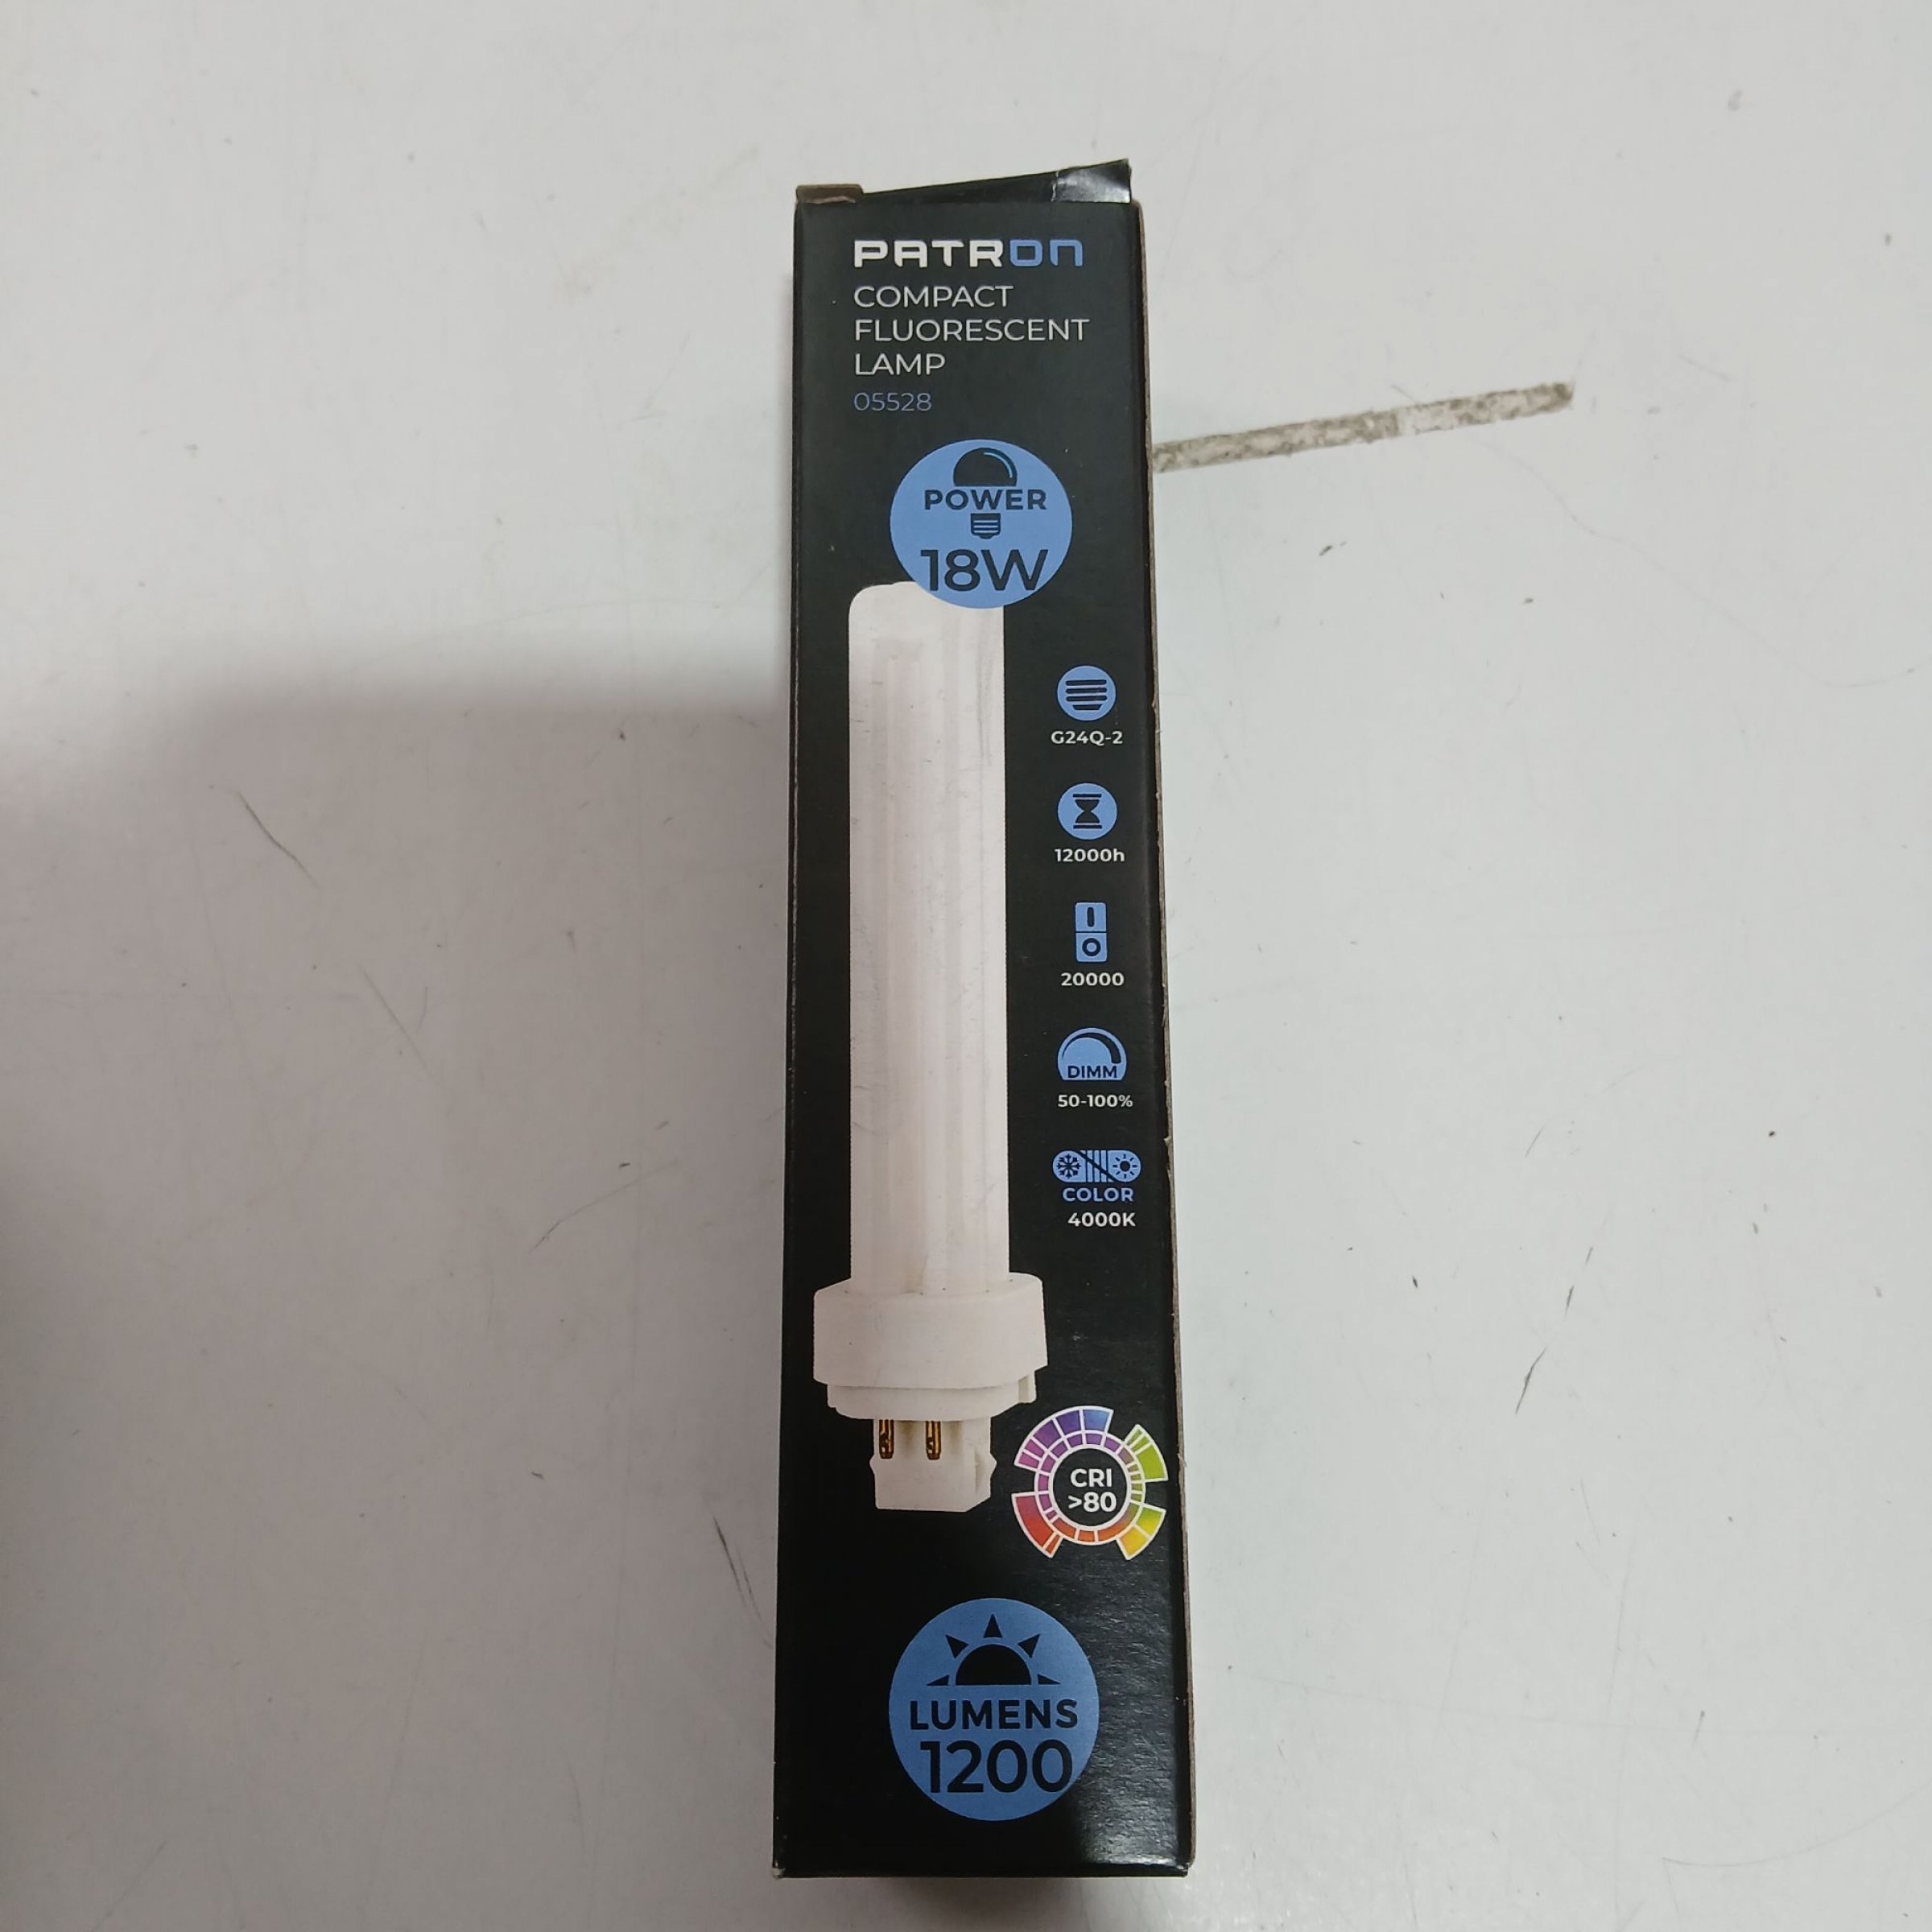 PATRON
COMPACT
FLUORESCENT
LAMP
05528
POWER
18W
G24Q-2
12000h
20000
DIMM
50-100%
COLOR
4000K
CRI
>80
LUMENS
1200